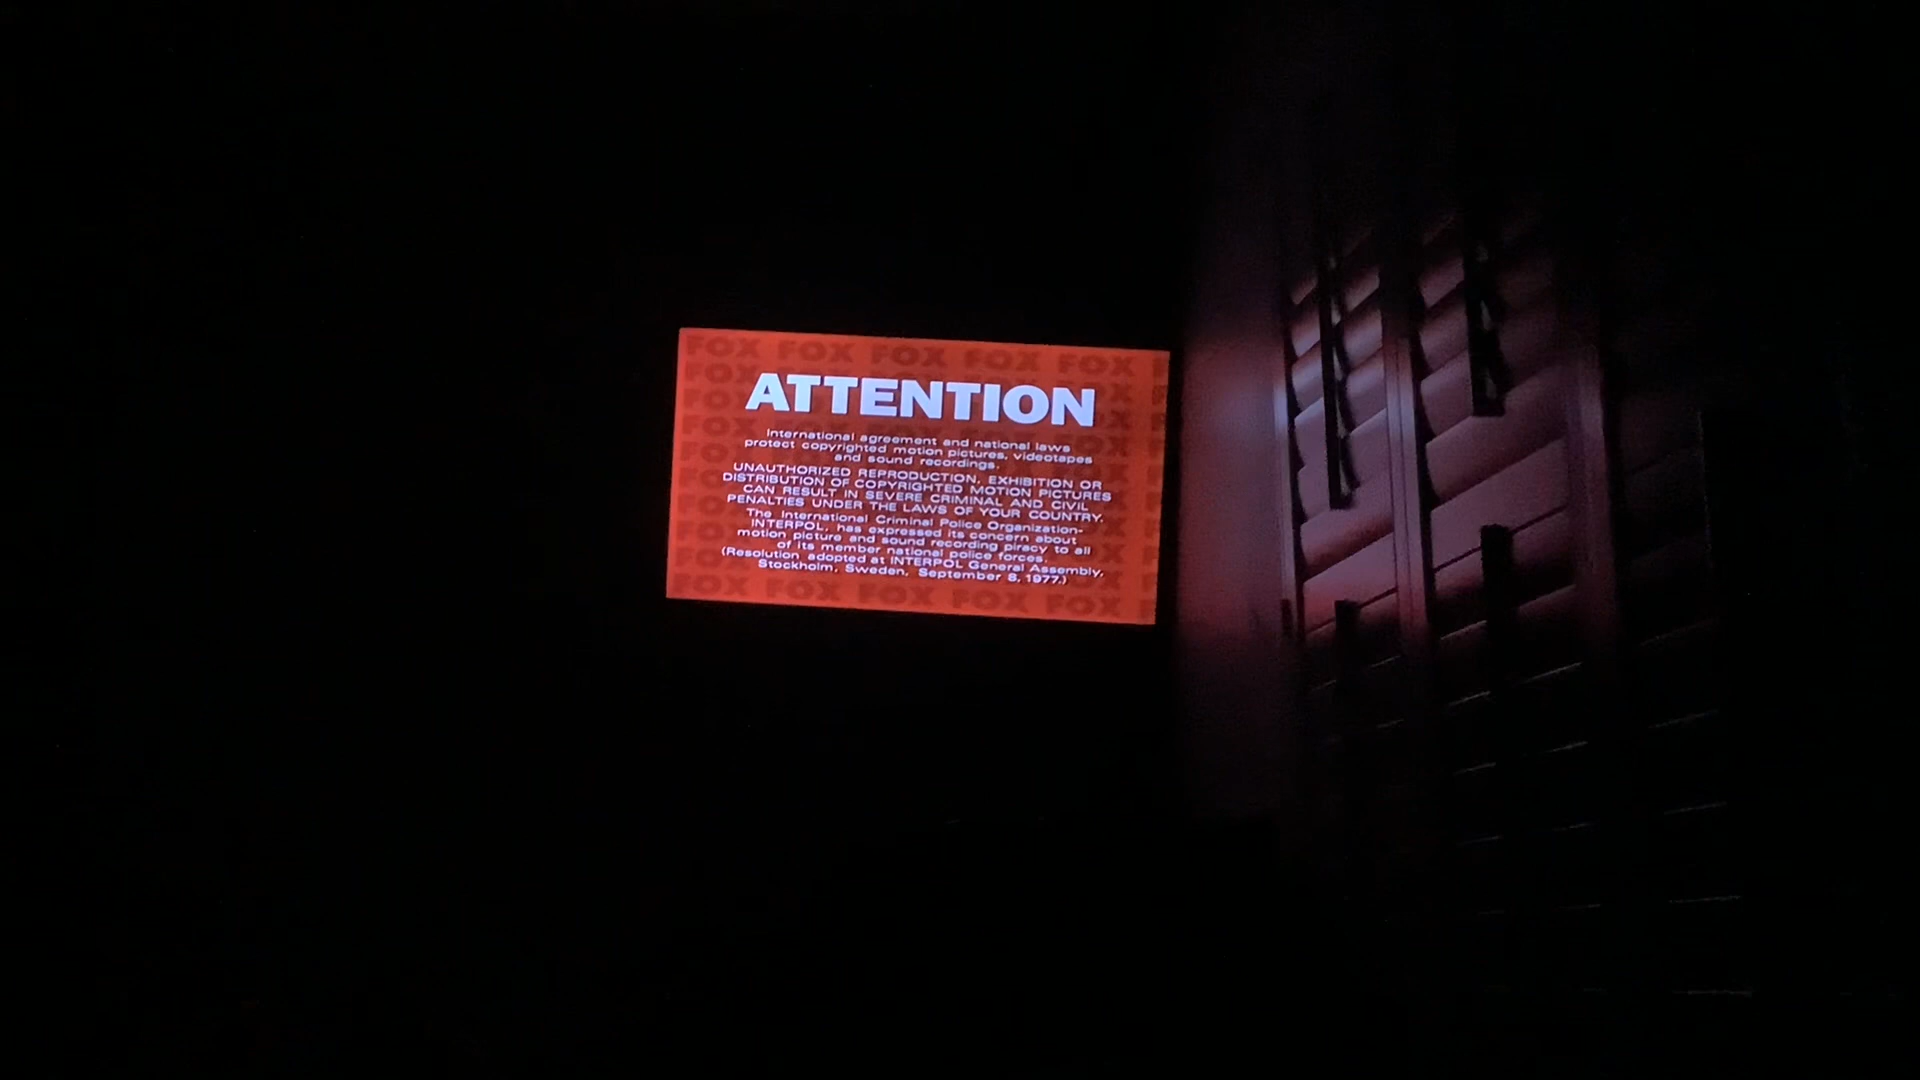 FOX FOX FOX FOX FOX
ATTENTION
International agreement and national laws
protect copyrighted motion pictures, videotapes
and sound recordings.
UNAUTHORIZED REPRODUCTION, EXHIBITION OR
DISTRIBUTION OF COPYRIGHTED MOTION PICTURES
CAN RESULT IN SEVERE CRIMINAL AND CIVIL
PENALTIES UNDER THE LAWS OF YOUR COUNTRY.
The International Criminal Police Organization-
INTERPOL, has expressed its concern about
motion picture and sound recording piracy to all
of its member national police forces.
(Resolution adopted at INTERPOL General Assembly,
Stockholm, Sweden, September 8, 1977.)
FOX FOX FOX FOX FOX